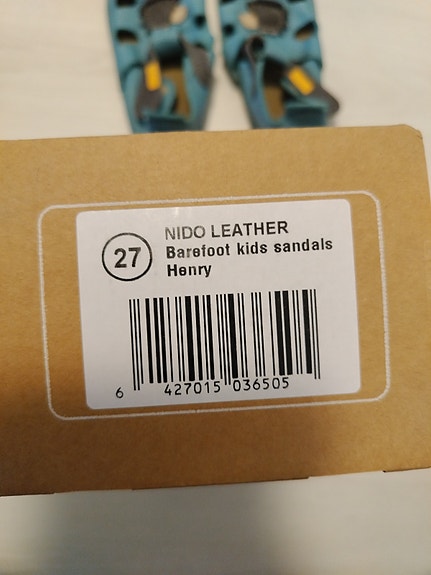 27
NIDO LEATHER
Barefoot kids sandals
Henry
6 427015 036505